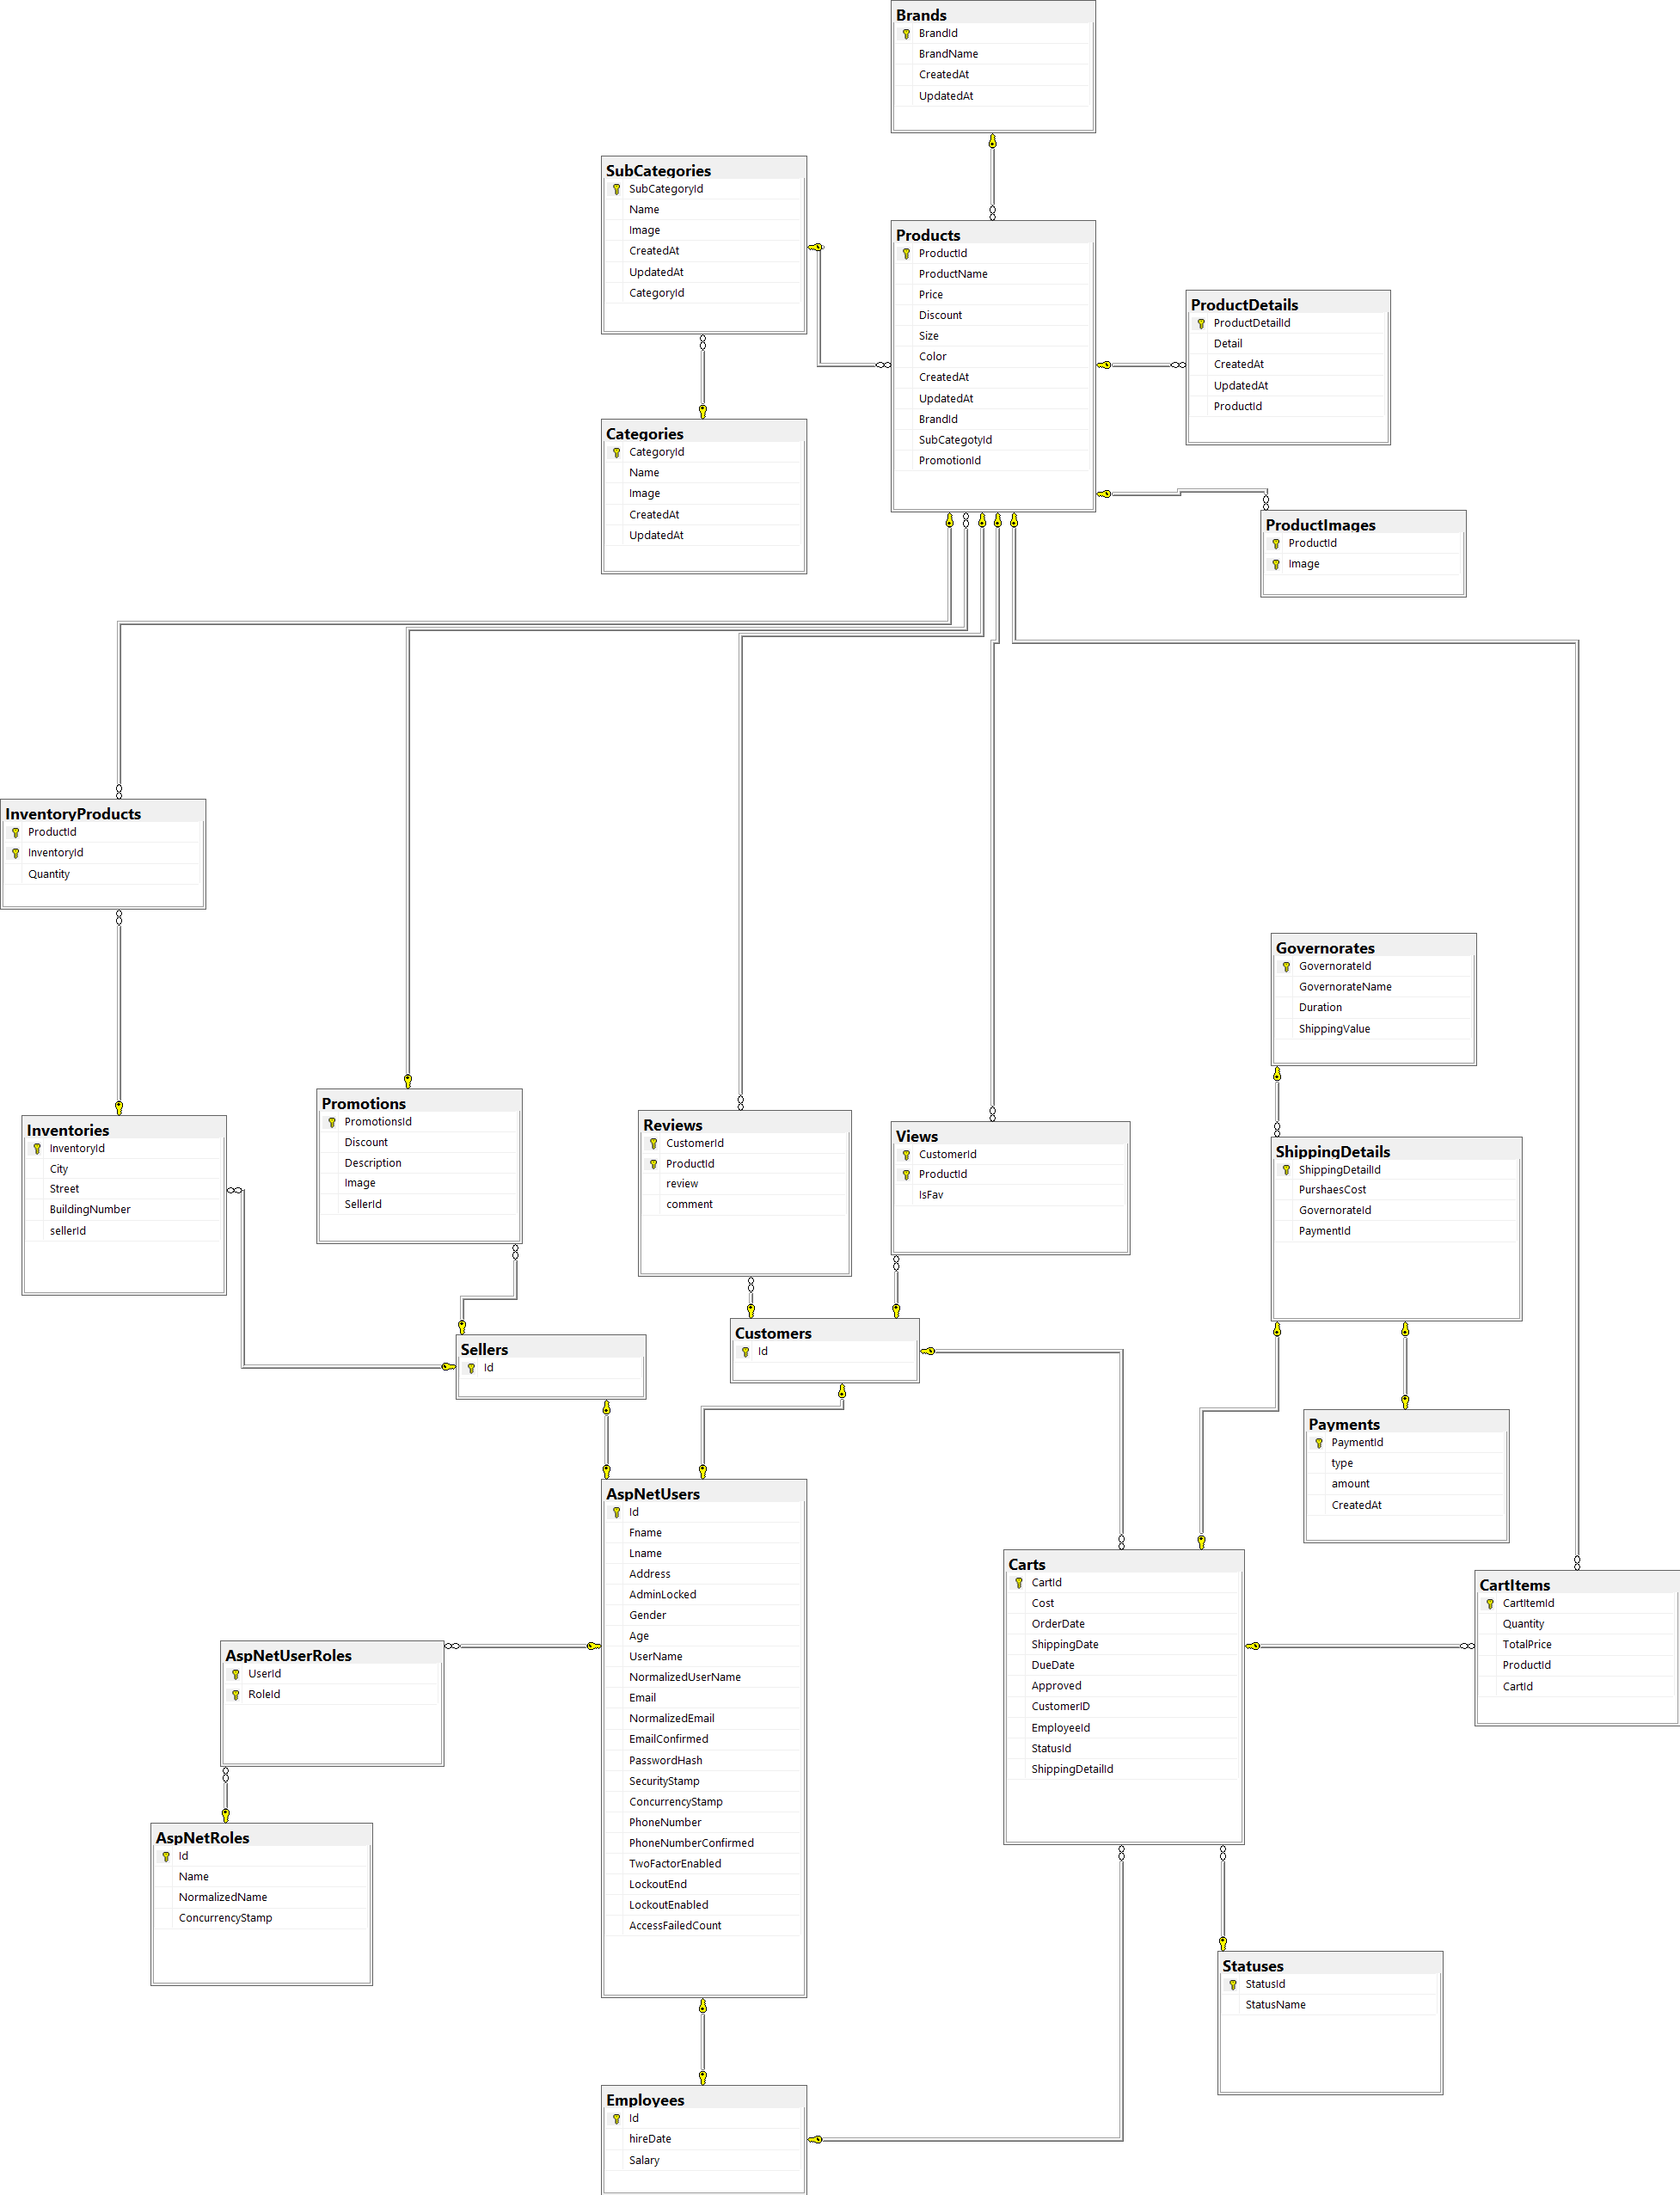 Brands
BrandId
BrandName
CreatedAt
UpdatedAt
SubCategories
SubCategoryId
Name
Image
CreatedAt
UpdatedAt
CategoryId
Products
ProductId
ProductName
Price
Discount
Size
Color
CreatedAt
UpdatedAt
BrandId
SubCategotyId
PromotionId
ProductDetails
ProductDetailId
Detail
CreatedAt
UpdatedAt
ProductId
Categories
CategoryId
Name
Image
CreatedAt
UpdatedAt
ProductImages
ProductId
Image
InventoryProducts
ProductId
InventoryId
Quantity
Governorates
GovernorateId
GovernorateName
Duration
ShippingValue
Inventories
InventoryId
City
Street
BuildingNumber
sellerId
Promotions
PromotionsId
Discount
Description
Image
SellerId
Reviews
CustomerId
ProductId
review
comment
Views
CustomerId
ProductId
IsFav
ShippingDetails
ShippingDetailId
PurshaesCost
GovernorateId
PaymentId
Sellers
Id
Customers
Id
Payments
PaymentId
type
amount
CreatedAt
AspNetUsers
Id
Fname
Lname
Address
AdminLocked
Gender
Age
UserName
NormalizedUserName
Email
NormalizedEmail
EmailConfirmed
PasswordHash
SecurityStamp
ConcurrencyStamp
PhoneNumber
PhoneNumberConfirmed
TwoFactorEnabled
LockoutEnd
LockoutEnabled
AccessFailedCount
Carts
CartId
Cost
OrderDate
ShippingDate
DueDate
Approved
CustomerID
EmployeeId
StatusId
ShippingDetailId
CartItems
CartItemId
Quantity
TotalPrice
ProductId
CartId
AspNetUserRoles
UserId
RoleId
AspNetRoles
Id
Name
NormalizedName
ConcurrencyStamp
Statuses
StatusId
StatusName
Employees
Id
hireDate
Salary